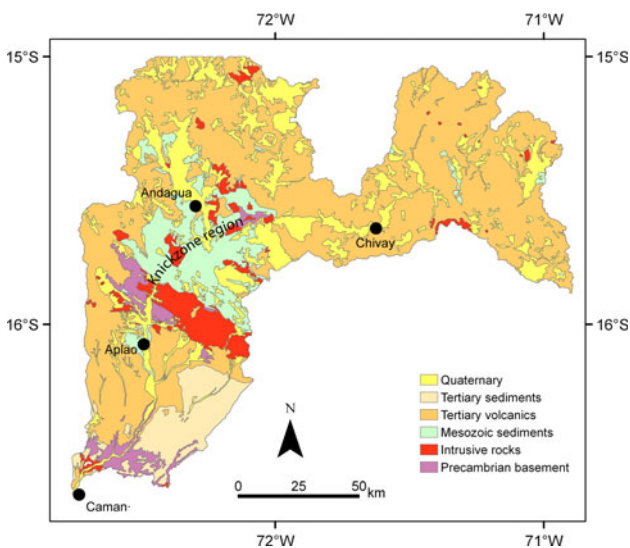 72°W 71°W
15°S 15°S
Andagua
Knickzone region
Chivay
16°S 16°S
Aplao
Quaternary
Tertiary sediments
Tertiary volcanics
Mesozoic sediments
Intrusive rocks
Precambrian basement
N
0 25 50 km
Caman·
72°W 71°W